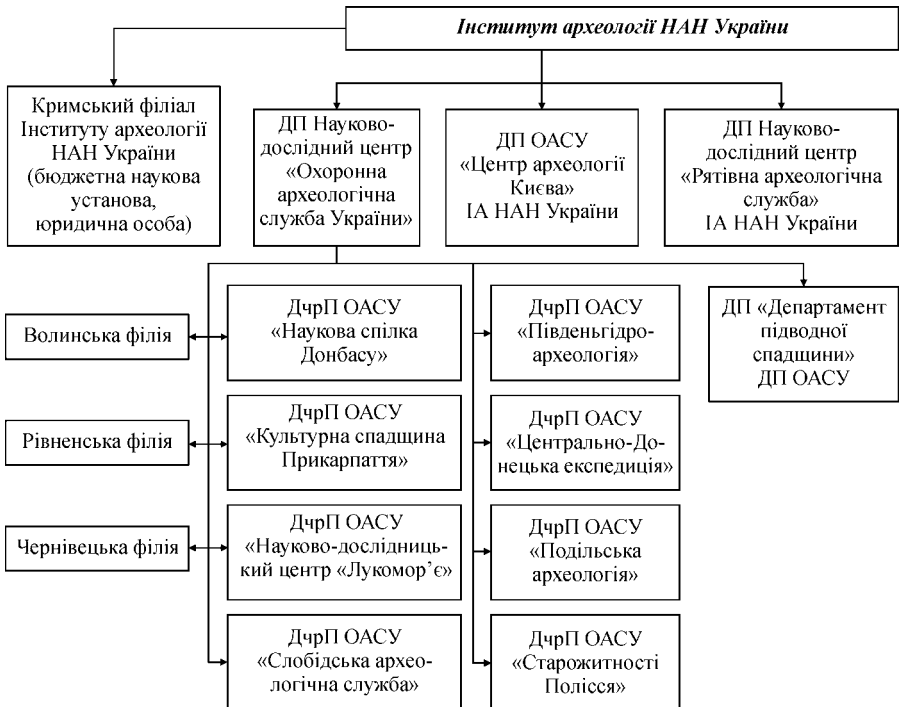 Інститут археології НАН України
Кримський філіал
Інституту археології
НАН України
(бюджетна наукова
установа,
юридична особа)
ДП Науково-
дослідний центр
«Охоронна
археологічна
служба України»
ДП ОАСУ
«Центр археології
Києва»
ІА НАН України
ДП Науково-
дослідний центр
«Рятівна археологічна
служба»
ІА НАН України
Волинська філія
ДчрП ОАСУ
«Наукова спілка
Донбасу»
ДчрП ОАСУ
«Південьгідро-
археологія»
ДП «Департамент
підводної
спадщини»
ДП ОАСУ
Рівненська філія
ДчрП ОАСУ
«Культурна спадщина
Прикарпаття»
ДчрП ОАСУ
«Центрально-До-
нецька експедиція»
Чернівецька філія
ДчрП ОАСУ
«Науково-дослідниць-
кий центр «Лукомор’є»
ДчрП ОАСУ
«Подільська
археологія»
ДчрП ОАСУ
«Слобідська архео-
логічна служба»
ДчрП ОАСУ
«Старожитності
Полісся»